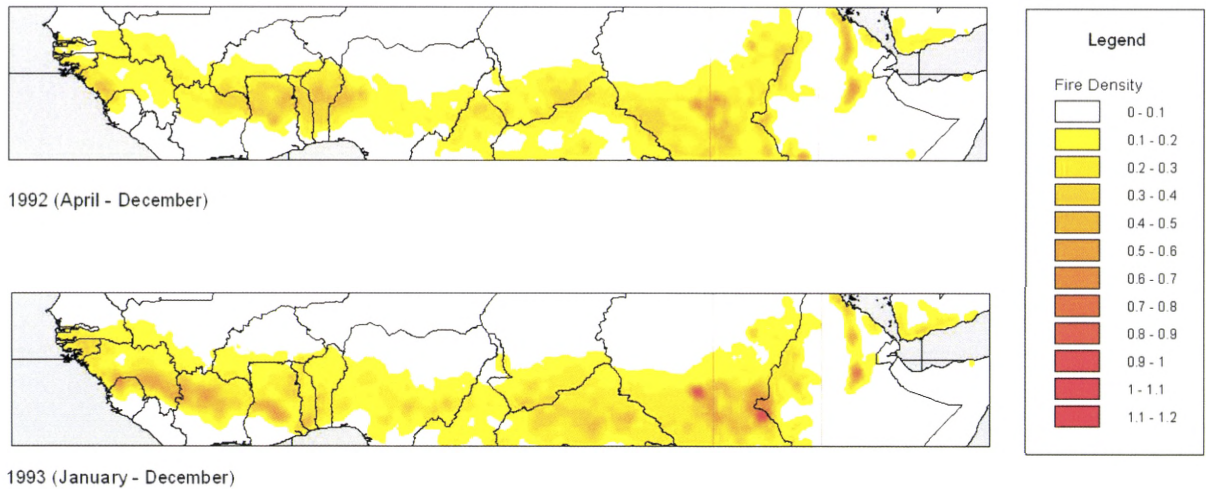 Legend
Fire Density
0 - 0.1
0.1 - 0.2
0.2 - 0.3
0.3 - 0.4
0.4 - 0.5
0.5 - 0.6
0.6 - 0.7
0.7 - 0.8
0.8 - 0.9
0.9 - 1
1 - 1.1
1.1 - 1.2
1992 (April - December)
1993 (January - December)